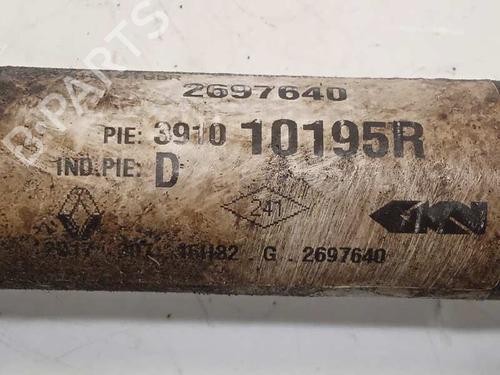 B-PARTS
2697640
PIE: 3910 10195R
IND.PIE: D
241
GKN
16H82 . G . 2697640